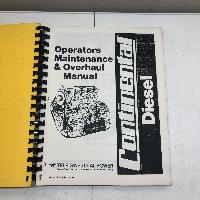 Operators
Maintenance
& Overhaul
Manual
Continental
Diesel